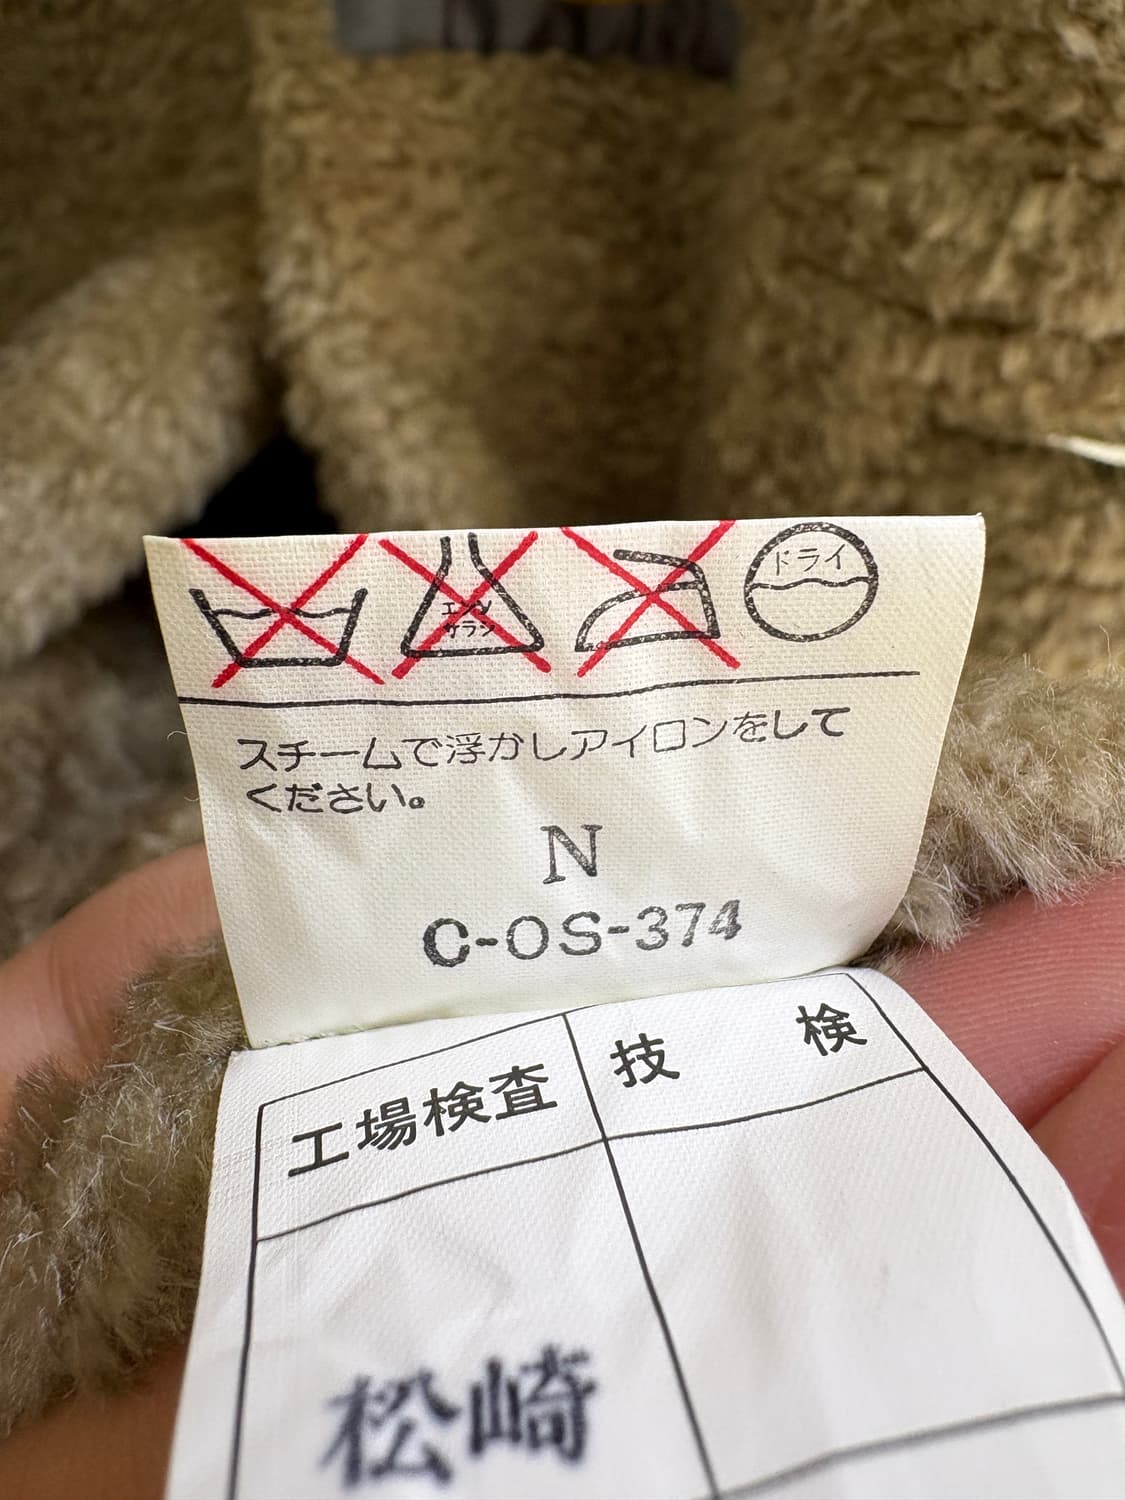 エンソ
サラシ
ドライ
スチームで浮かしアイロンをして
ください。
N
C-OS-374
工場検査
技 検
松崎